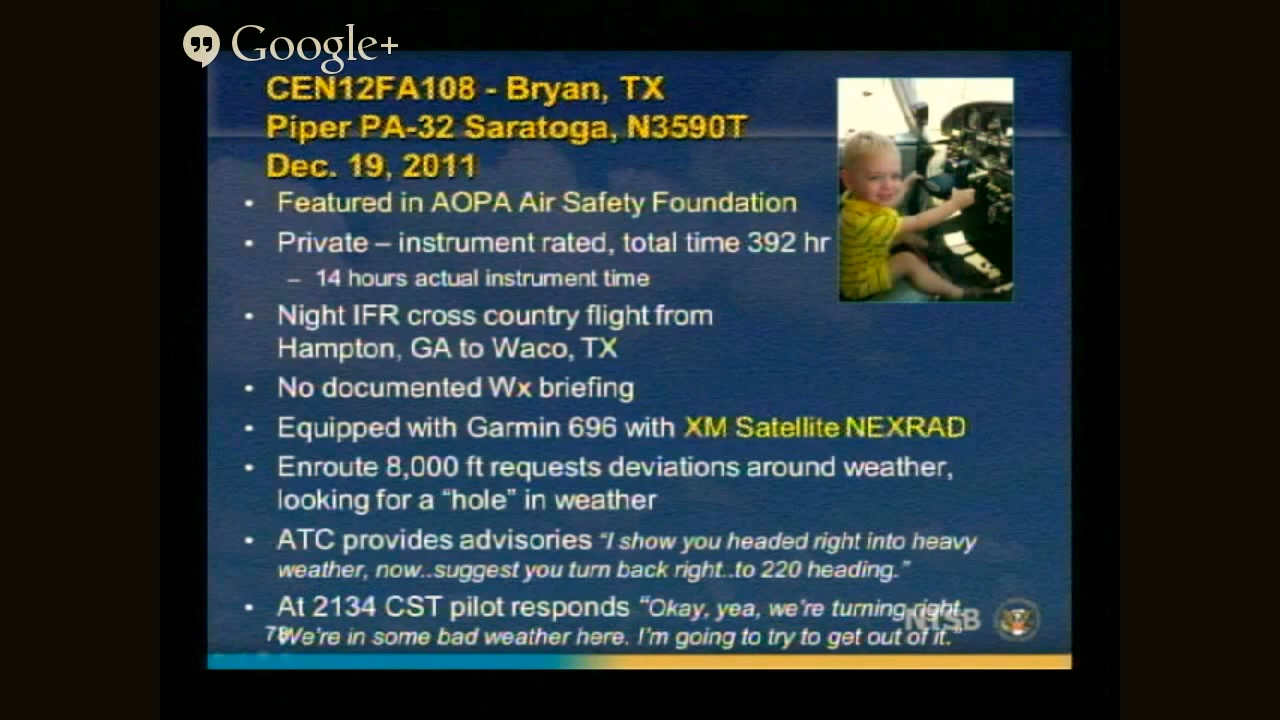 Google+
CEN12FA108 - Bryan, TX
Piper PA-32 Saratoga, N3590T
Dec. 19, 2011
• Featured in AOPA Air Safety Foundation
• Private – instrument rated, total time 392 hr
– 14 hours actual instrument time
• Night IFR cross country flight from
Hampton, GA to Waco, TX
• No documented Wx briefing
• Equipped with Garmin 696 with XM Satellite NEXRAD
• Enroute 8,000 ft requests deviations around weather,
looking for a “hole” in weather
• ATC provides advisories “I show you headed right into heavy
weather, now..suggest you turn back right..to 220 heading.”
• At 2134 CST pilot responds “Okay, yea, we’re turning right.
We’re in some bad weather here. I’m going to try to get out of it.”
NTSB